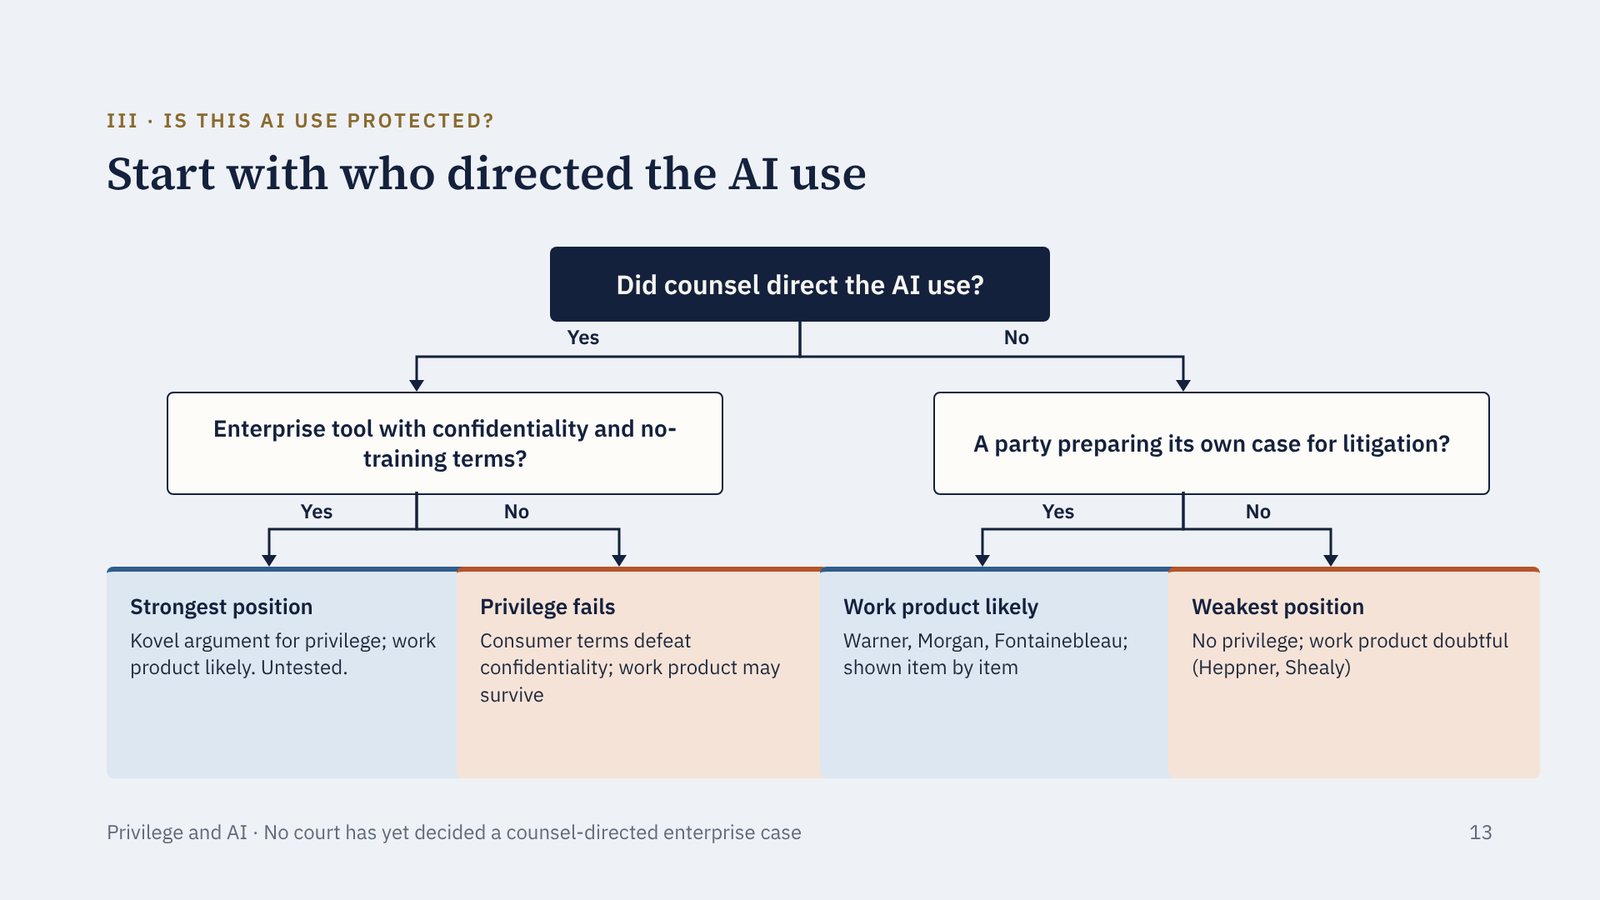 III · IS THIS AI USE PROTECTED?
Start with who directed the AI use
Did counsel direct the AI use?
Yes
No
Enterprise tool with confidentiality and no-
training terms?
A party preparing its own case for litigation?
Yes
No
Yes
No
Strongest position
Kovel argument for privilege; work
product likely. Untested.
Privilege fails
Consumer terms defeat
confidentiality; work product may
survive
Work product likely
Warner, Morgan, Fontainebleau;
shown item by item
Weakest position
No privilege; work product doubtful
(Heppner, Shealy)
Privilege and AI · No court has yet decided a counsel-directed enterprise case
13